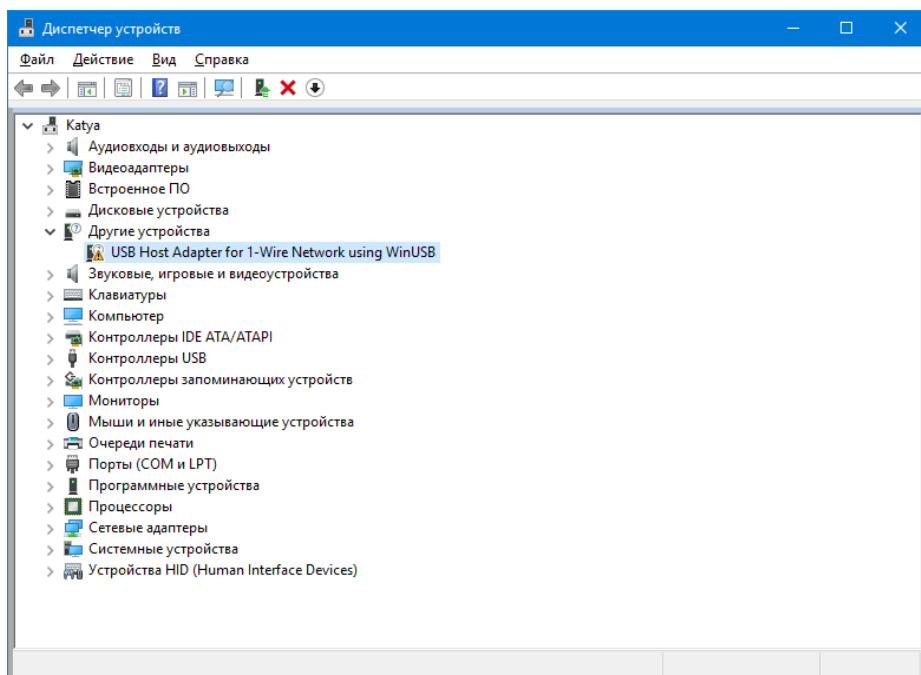 Диспетчер устройств
Файл Действие Вид Справка
Katya
Аудиовходы и аудиовыходы
Видеоадаптеры
Встроенное ПО
Дисковые устройства
Другие устройства
USB Host Adapter for 1-Wire Network using WinUSB
Звуковые, игровые и видеоустройства
Клавиатуры
Компьютер
Контроллеры IDE ATA/ATAPI
Контроллеры USB
Контроллеры запоминающих устройств
Мониторы
Мыши и иные указывающие устройства
Очереди печати
Порты (COM и LPT)
Программные устройства
Процессоры
Сетевые адаптеры
Системные устройства
Устройства HID (Human Interface Devices)